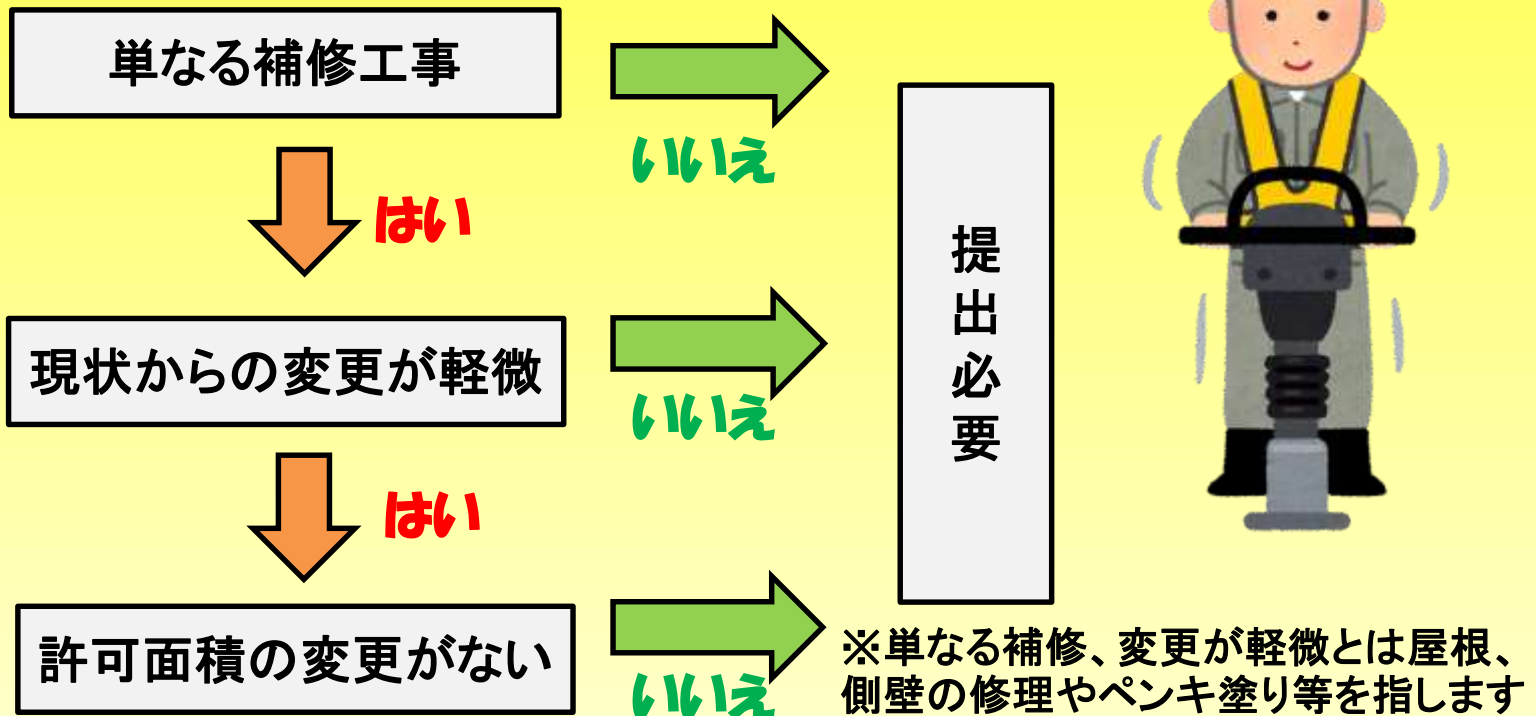 単なる補修工事
いいえ
はい
現状からの変更が軽微
いいえ
はい
許可面積の変更がない
いいえ
提出必要
※単なる補修、変更が軽微とは屋根、
側壁の修理やペンキ塗り等を指します